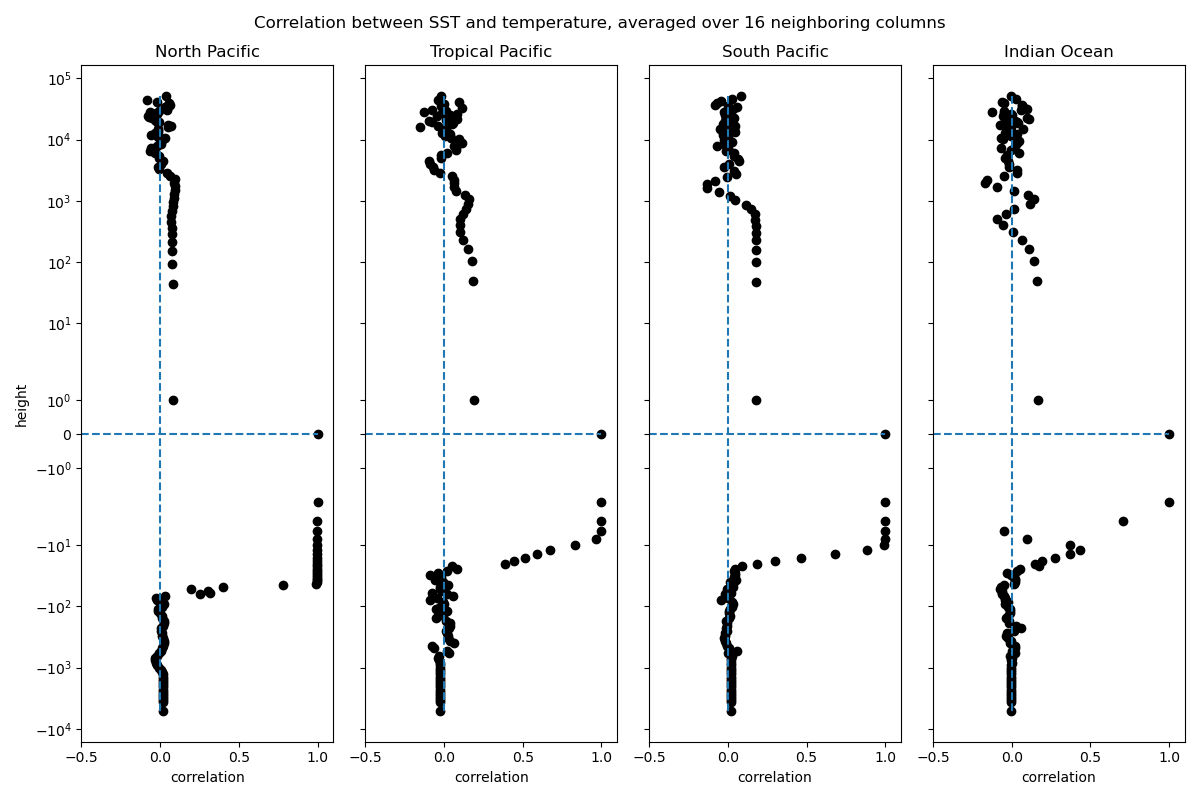 Correlation between SST and temperature, averaged over 16 neighboring columns
North Pacific
Tropical Pacific
South Pacific
Indian Ocean
height
10⁵
10⁴
10³
10²
10¹
10⁰
0
−10⁰
−10¹
−10²
−10³
−10⁴
−0.5 0.0 0.5 1.0
−0.5 0.0 0.5 1.0
−0.5 0.0 0.5 1.0
−0.5 0.0 0.5 1.0
correlation
correlation
correlation
correlation